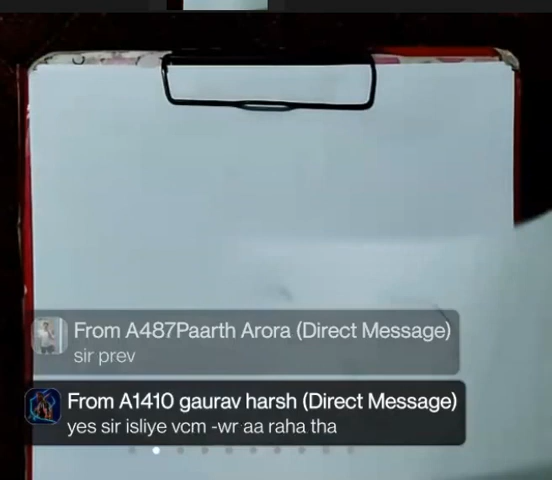 From A487Paarth Arora (Direct Message)
sir prev
From A1410 gaurav harsh (Direct Message)
yes sir isliye vcm -wr aa raha tha